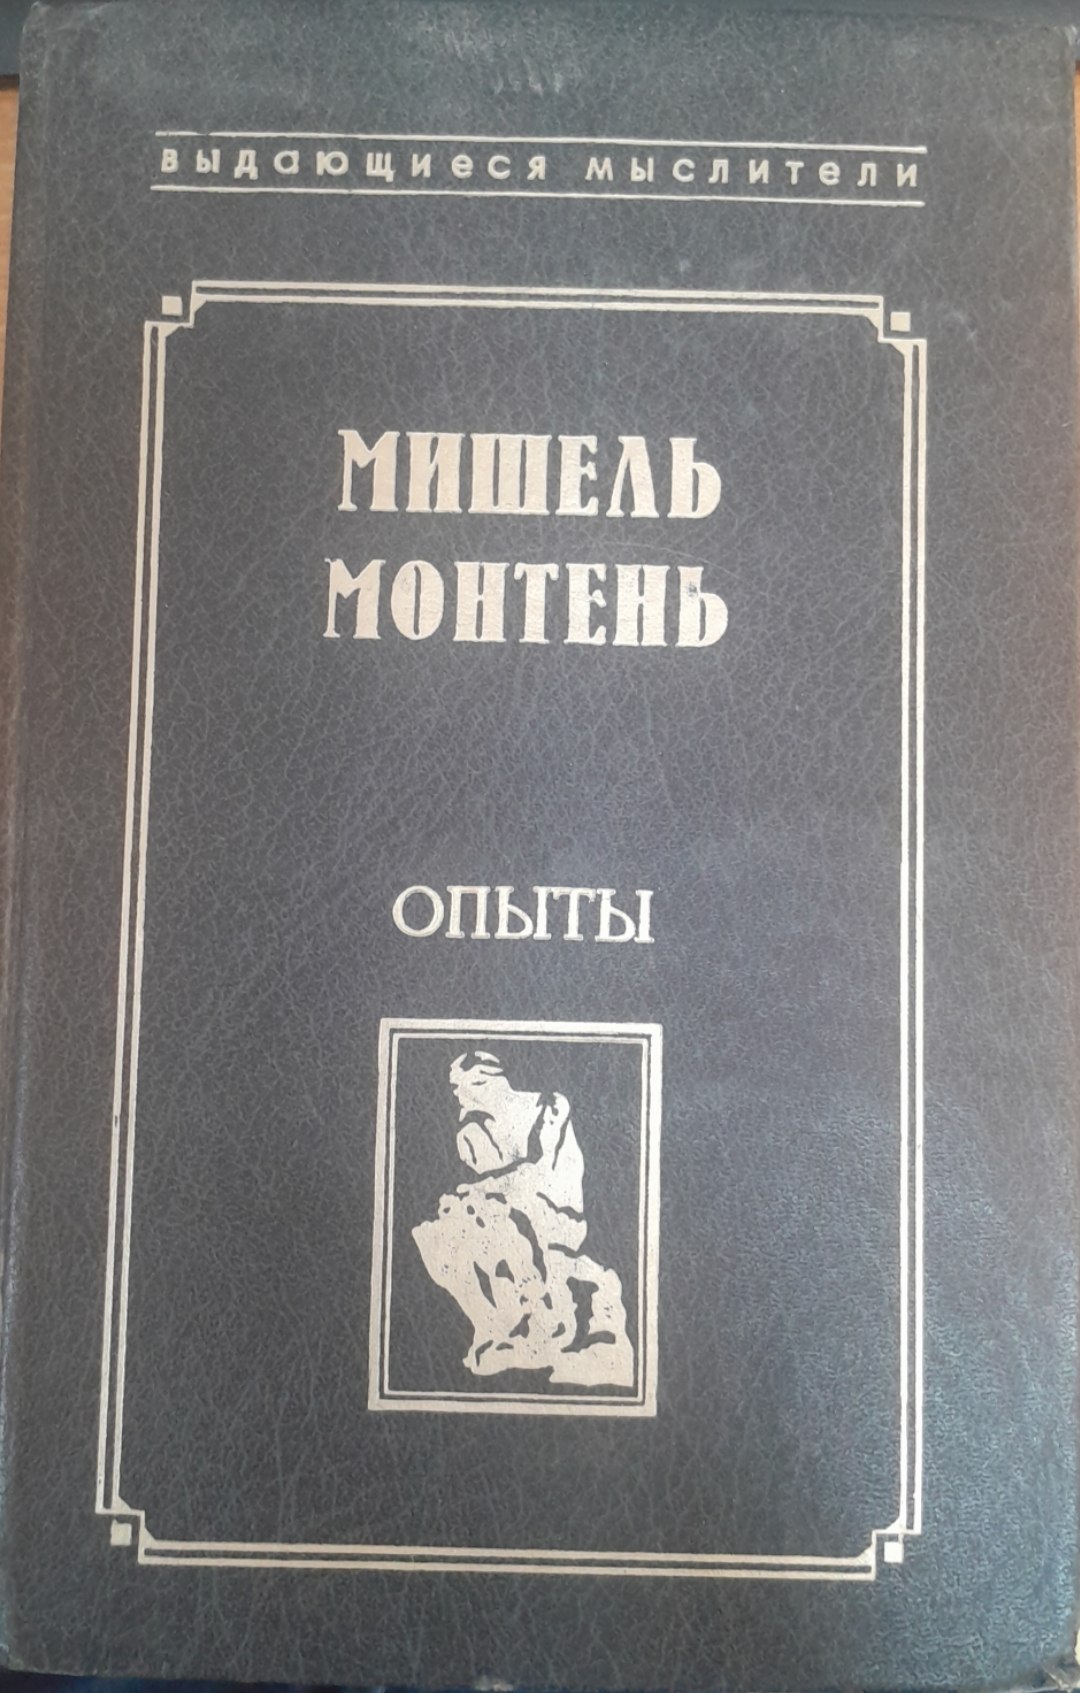 выдающиеся мыслители
МИШЕЛЬ
МОНТЕНЬ
ОПЫТЫ